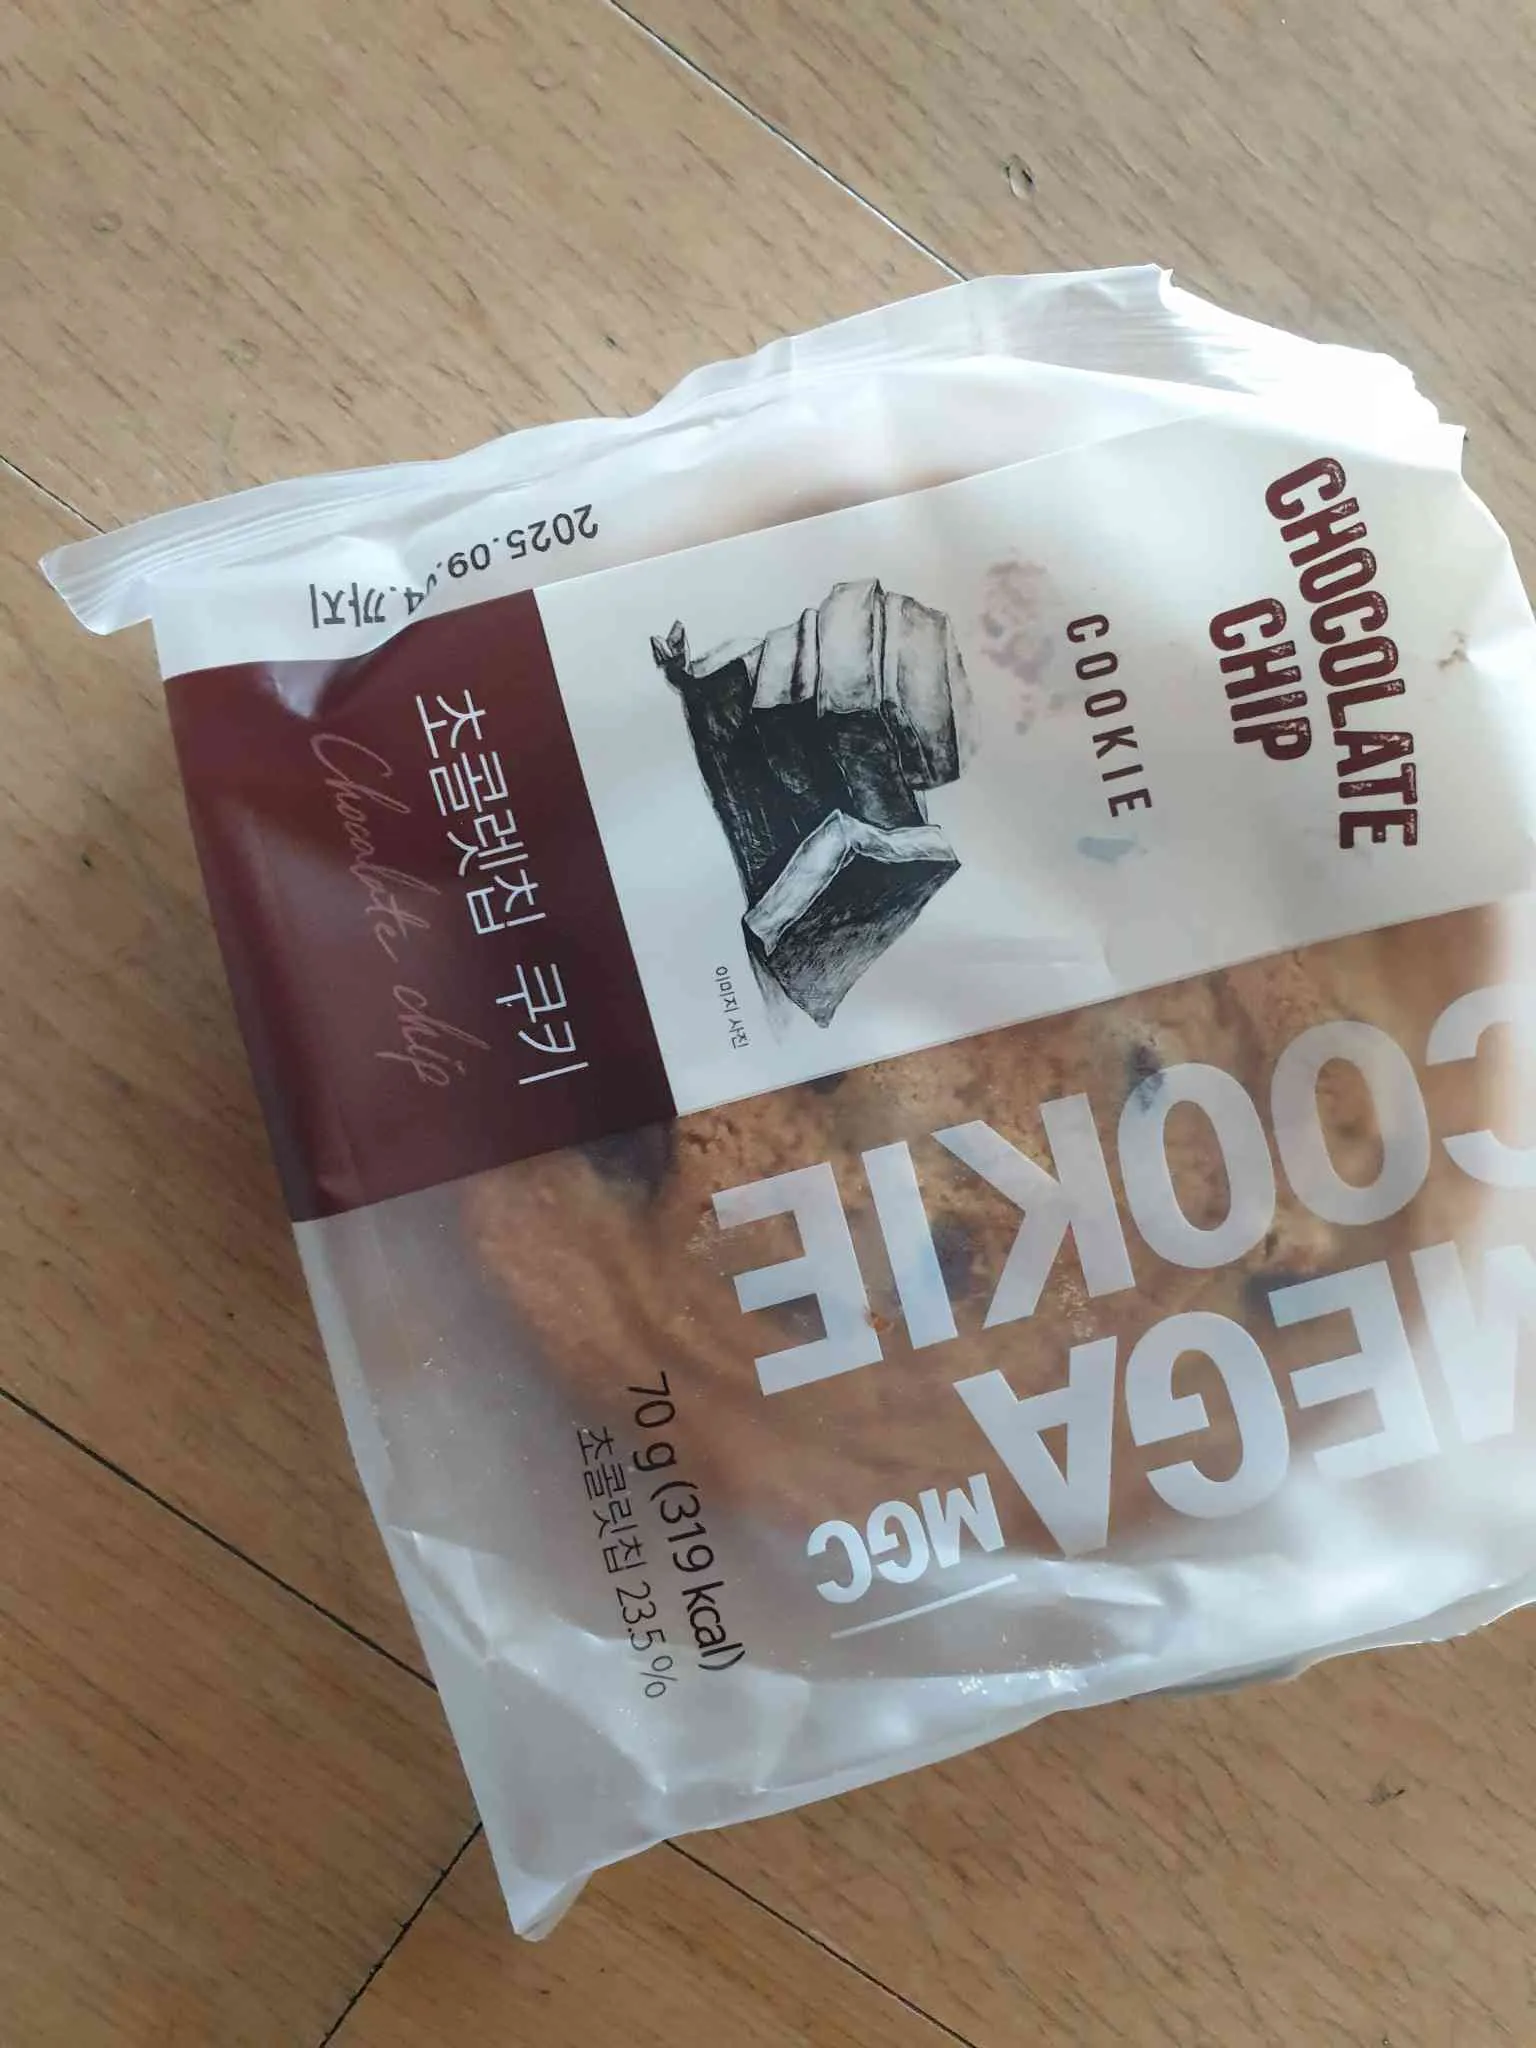 CHOCOLATE
CHIP
COOKIE
이미지 사진
초콜렛칩 쿠키
Chocolate chip
2025.09. 까지
MEGA
COOKIE
MGC
70 g (319 kcal)
초콜릿칩 23.5 %